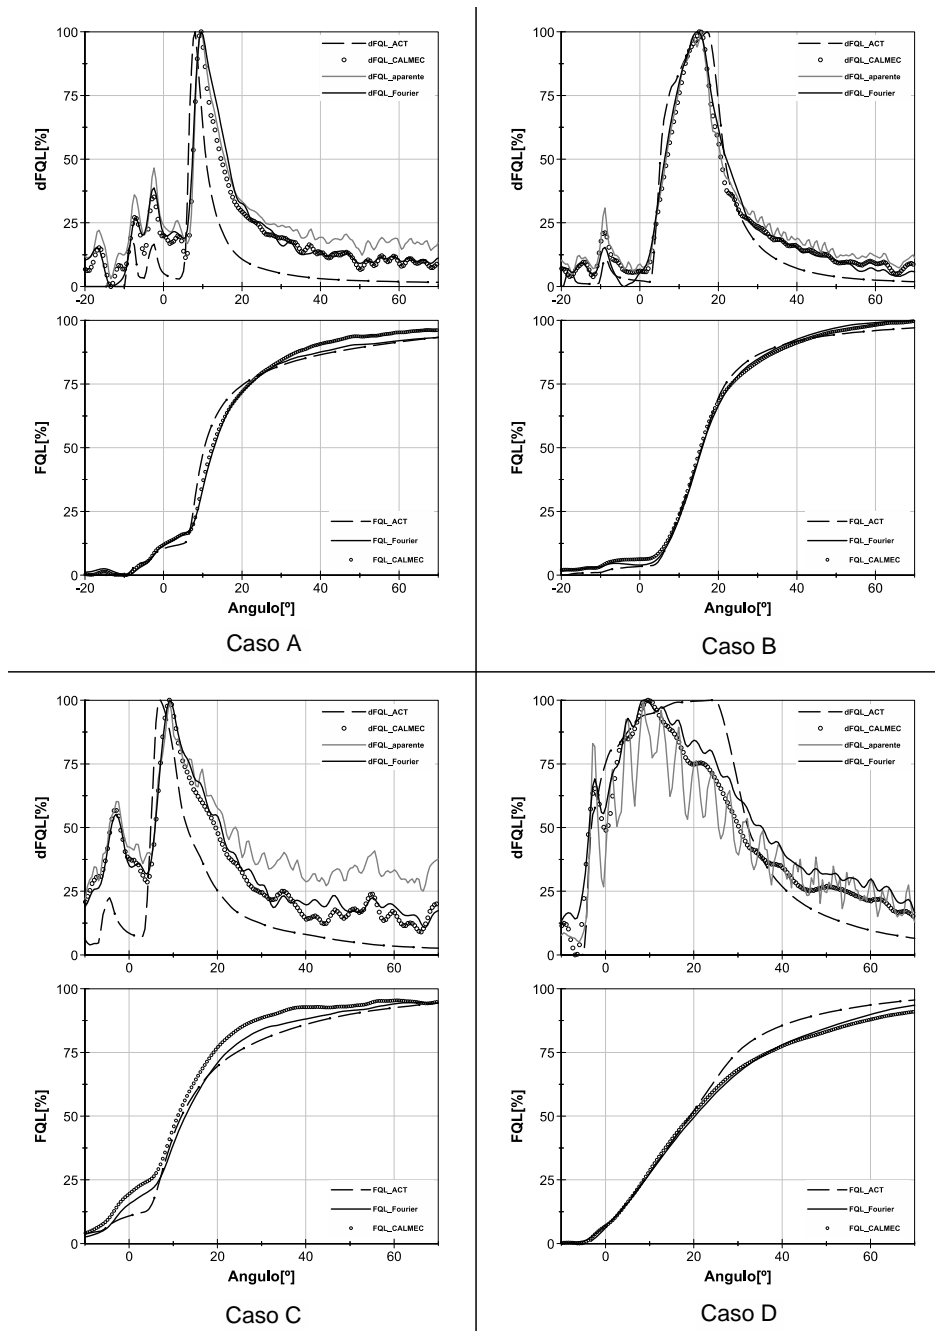 dFQL[%]
100
75
50
25
0
dFQL_ACT
dFQL_CALMEC
dFQL_aparente
dFQL_Fourier
-20 0 20 40 60
FQL[%]
100
75
50
25
0
FQL_ACT
FQL_Fourier
FQL_CALMEC
-20 0 20 40 60
Angulo[º]
Caso A
dFQL[%]
100
75
50
25
0
dFQL_ACT
dFQL_CALMEC
dFQL_aparente
dFQL_Fourier
-20 0 20 40 60
FQL[%]
100
75
50
25
0
FQL_ACT
FQL_Fourier
FQL_CALMEC
-20 0 20 40 60
Angulo[º]
Caso B
dFQL[%]
100
75
50
25
0
dFQL_ACT
dFQL_CALMEC
dFQL_aparente
dFQL_Fourier
0 20 40 60
FQL[%]
100
75
50
25
0
FQL_ACT
FQL_Fourier
FQL_CALMEC
0 20 40 60
Angulo[º]
Caso C
dFQL[%]
100
75
50
25
0
dFQL_ACT
dFQL_CALMEC
dFQL_aparente
dFQL_Fourier
0 20 40 60
FQL[%]
100
75
50
25
0
FQL_ACT
FQL_Fourier
FQL_CALMEC
0 20 40 60
Angulo[º]
Caso D